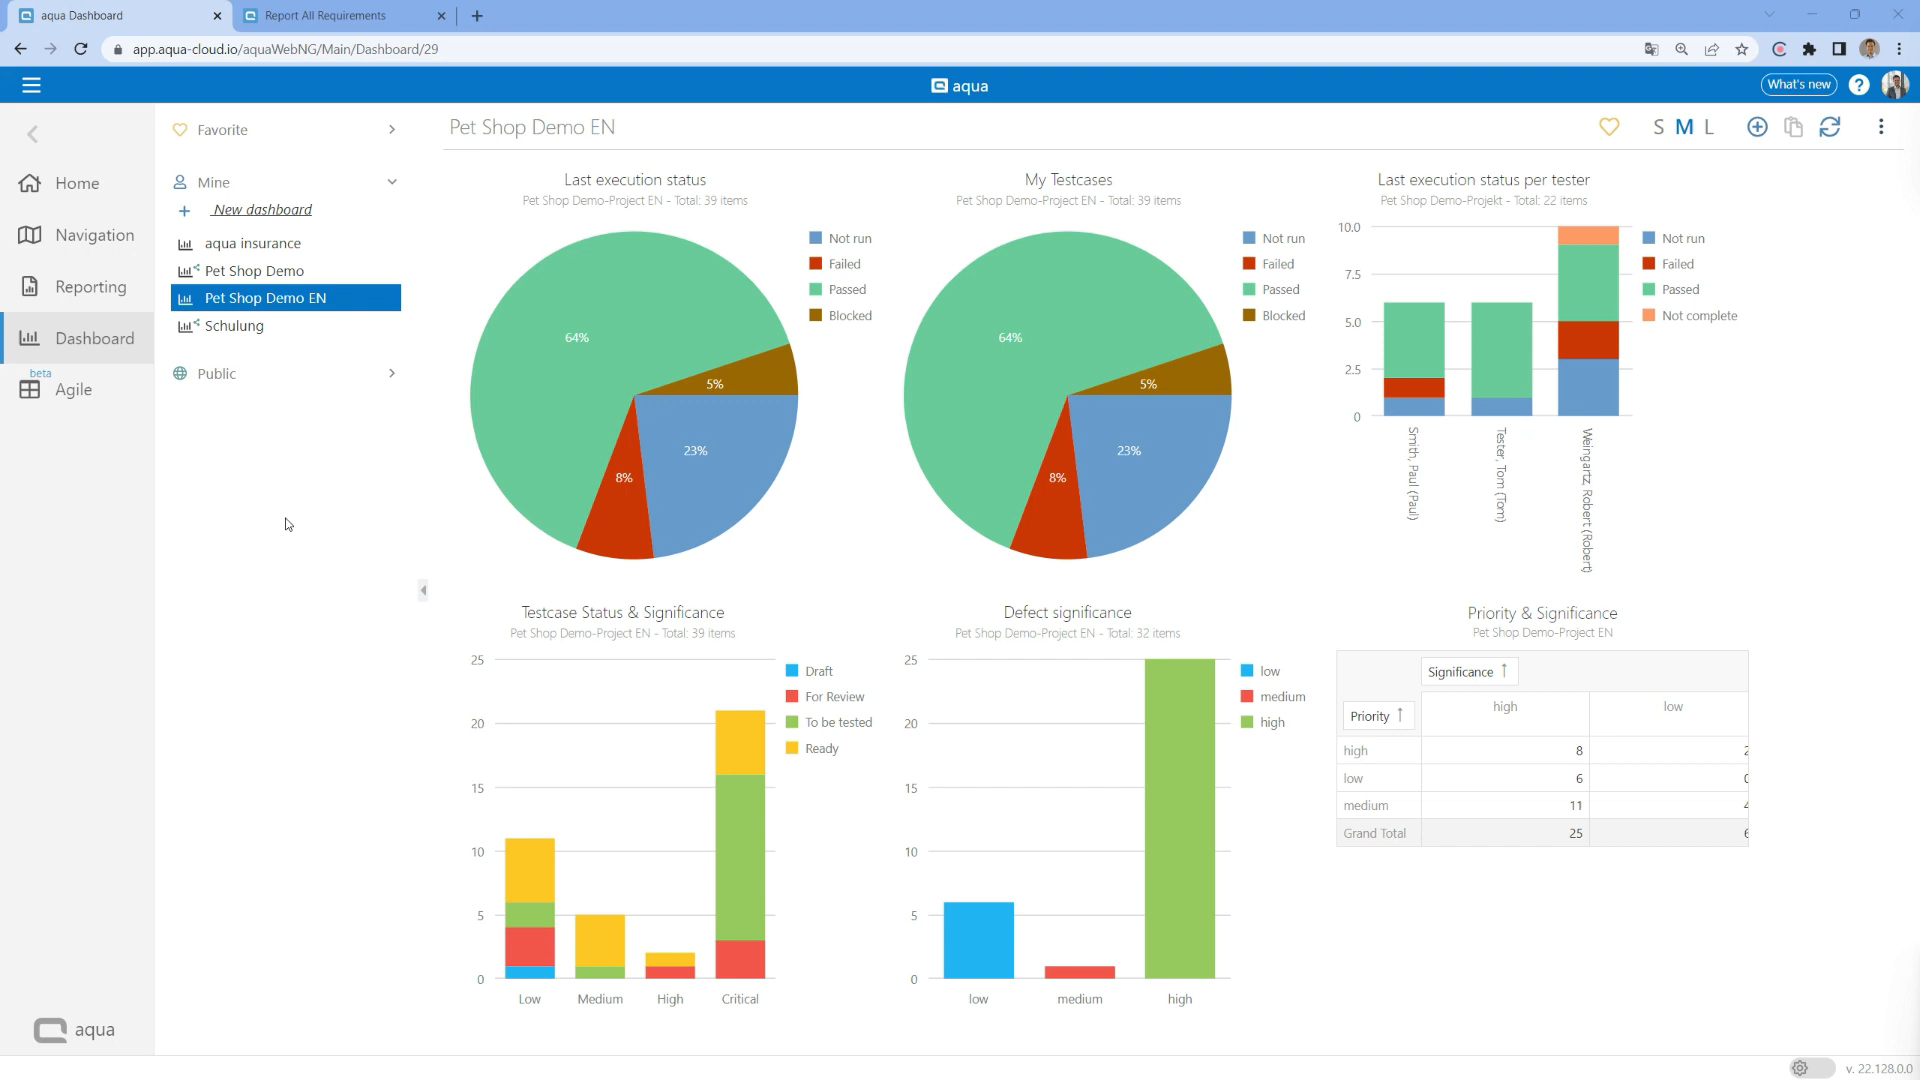 aqua Dashboard
Report All Requirements
app.aqua-cloud.io/aquaWebNG/Main/Dashboard/29
aqua
What's new
?
Home
Navigation
Reporting
Dashboard
beta
Agile
aqua
Favorite
Mine
New dashboard
aqua insurance
Pet Shop Demo
Pet Shop Demo EN
Schulung
Public
Pet Shop Demo EN
S M L
Last execution status
Pet Shop Demo-Project EN - Total: 39 items
64%
5%
23%
8%
Not run
Failed
Passed
Blocked
My Testcases
Pet Shop Demo-Project EN - Total: 39 items
64%
5%
23%
8%
Not run
Failed
Passed
Blocked
Last execution status per tester
Pet Shop Demo-Projekt - Total: 22 items
10.0
7.5
5.0
2.5
0
Smith, Paul (Paul)
Tester, Tom (Tom)
Weingartz, Robert (Robert)
Not run
Failed
Passed
Not complete
Testcase Status & Significance
Pet Shop Demo-Project EN - Total: 39 items
25
20
15
10
5
0
Low
Medium
High
Critical
Draft
For Review
To be tested
Ready
Defect significance
Pet Shop Demo-Project EN - Total: 32 items
25
20
15
10
5
0
low
medium
high
low
medium
high
Priority & Significance
Pet Shop Demo-Project EN
Significance
Priority
high low
high 8
low 6
medium 11
Grand Total 25
v. 22.128.0.0